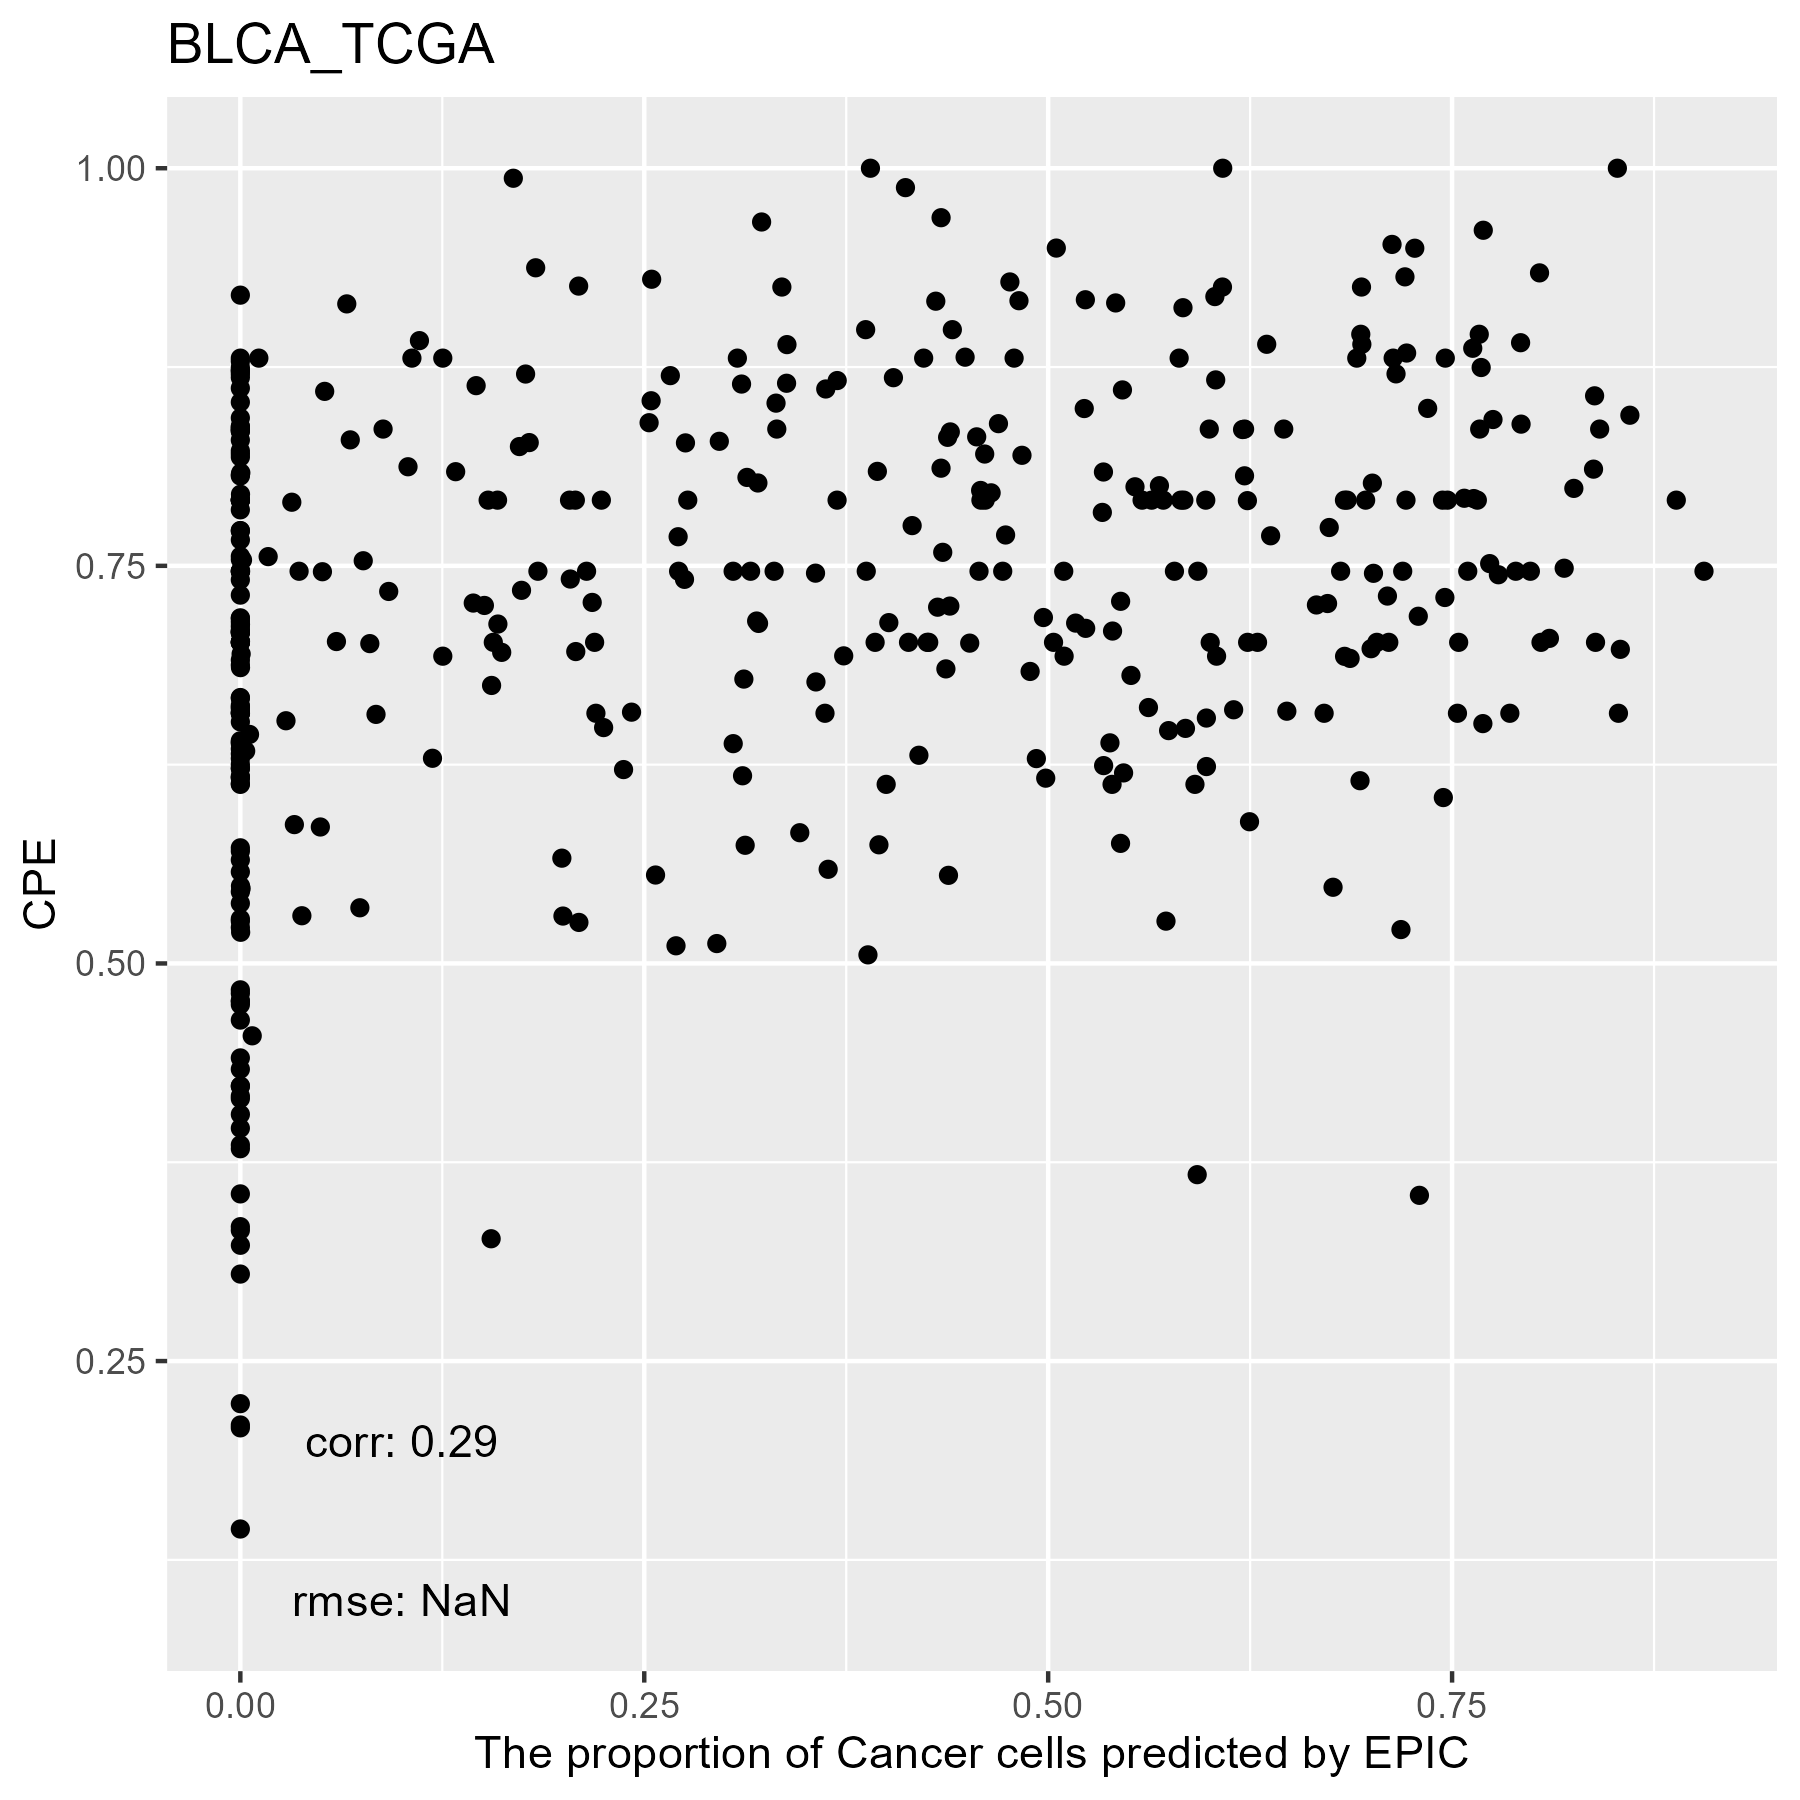 BLCA_TCGA
1.00
0.75
0.50
0.25
CPE
corr: 0.29
rmse: NaN
0.00 0.25 0.50 0.75
The proportion of Cancer cells predicted by EPIC